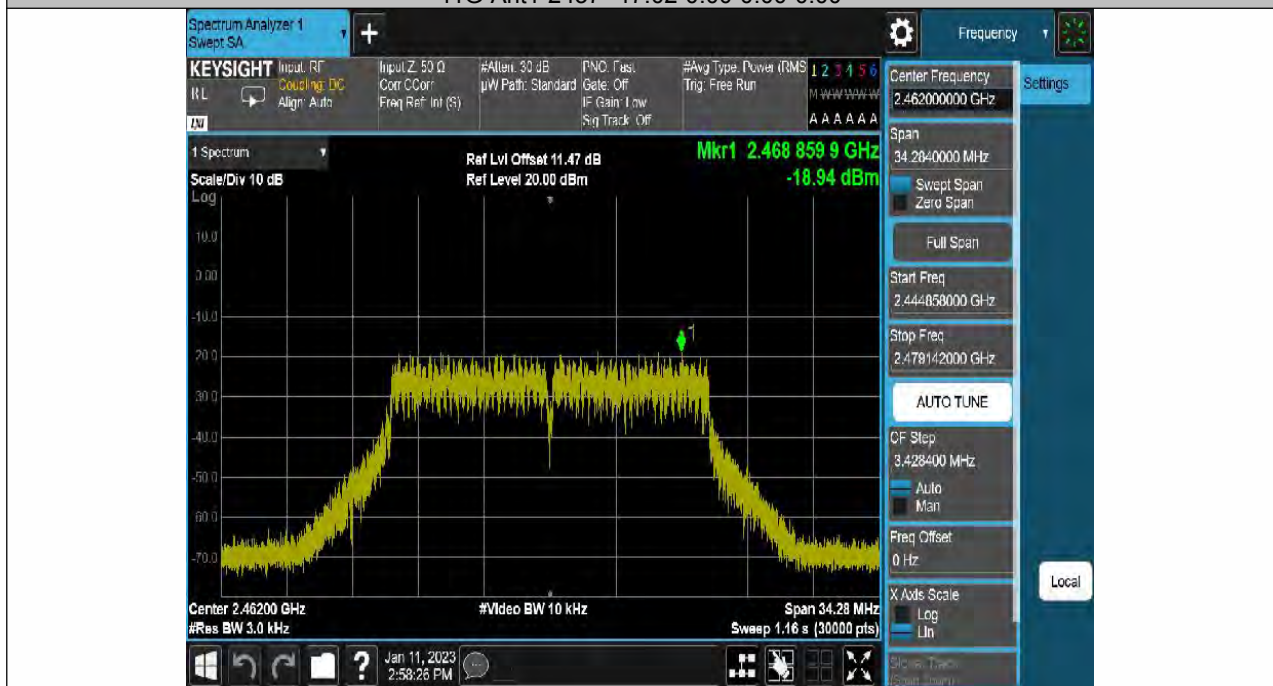 Spectrum Analyzer 1
Swept SA
Frequency
KEYSIGHT
Input: RF
Coupling: DC
Align: Auto
RL
Input Z: 50 Ω
Corr CCorr
Freq Ref: Int (S)
#Atten: 30 dB
µW Path: Standard
PNO: Fast
Gate: Off
IF Gain: Low
Sig Track: Off
#Avg Type: Power (RMS
Trig: Free Run
1 2 3 4 5 6
M W W W W W
A A A A A A
Center Frequency
2.462000000 GHz
Settings
Span
34.2840000 MHz
Swept Span
Zero Span
Full Span
Start Freq
2.444858000 GHz
Stop Freq
2.479142000 GHz
AUTO TUNE
CF Step
3.428400 MHz
Auto
Man
Freq Offset
0 Hz
X Axis Scale
Log
Lin
Local
1 Spectrum
Scale/Div 10 dB
Log
Ref Lvl Offset 11.47 dB
Ref Level 20.00 dBm
Mkr1 2.468 859 9 GHz
-18.94 dBm
10.0
0.00
-10.0
-20.0
-30.0
-40.0
-50.0
-60.0
-70.0
1
Center 2.46200 GHz
#Video BW 10 kHz
Span 34.28 MHz
#Res BW 3.0 kHz
Sweep 1.16 s (30000 pts)
?
Jan 11, 2023
2:58:26 PM